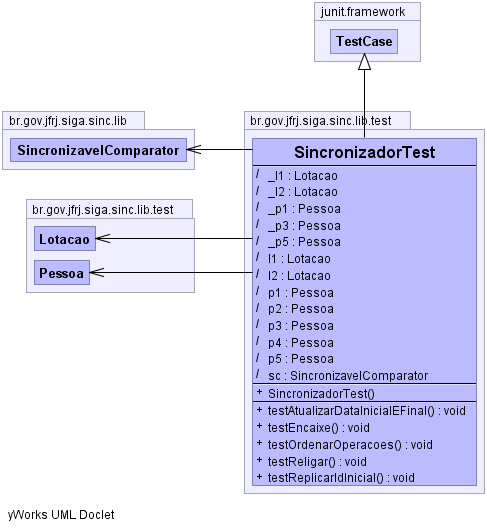 junit.framework
TestCase
br.gov.jfrj.siga.sinc.lib
SincronizavelComparator
br.gov.jfrj.siga.sinc.lib.test
Lotacao
Pessoa
br.gov.jfrj.siga.sinc.lib.test
SincronizadorTest
/ _l1 : Lotacao
/ _l2 : Lotacao
/ _p1 : Pessoa
/ _p3 : Pessoa
/ _p5 : Pessoa
/ l1 : Lotacao
/ l2 : Lotacao
/ p1 : Pessoa
/ p2 : Pessoa
/ p3 : Pessoa
/ p4 : Pessoa
/ p5 : Pessoa
/ sc : SincronizavelComparator
+ SincronizadorTest()
+ testAtualizarDataInicialEFinal() : void
+ testEncaixe() : void
+ testOrdenarOperacoes() : void
+ testReligar() : void
+ testReplicarIdInicial() : void
yWorks UML Doclet